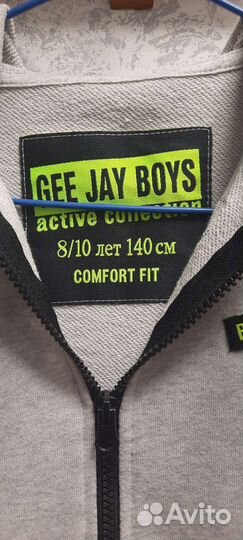 GEE JAY BOYS
active collection
8/10 лет 140 см
COMFORT FIT
Avito